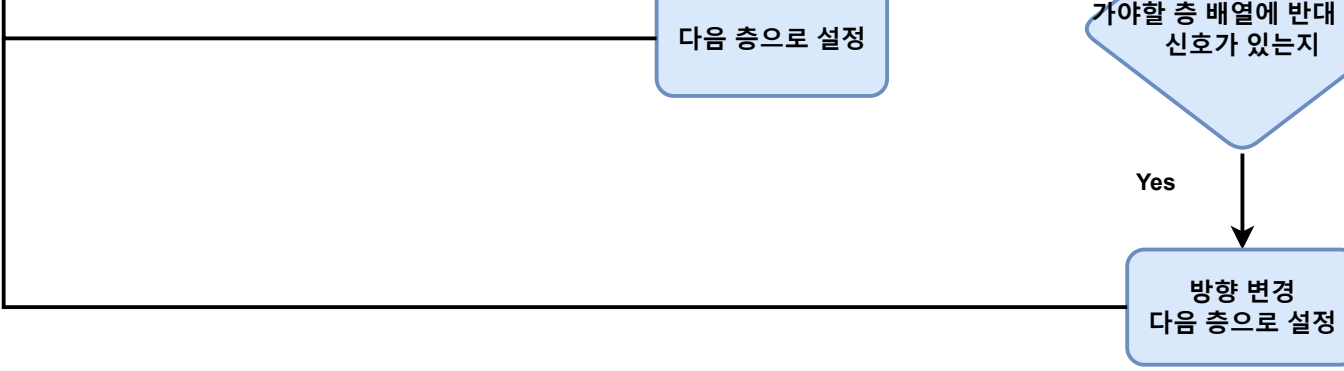 다음 층으로 설정
가야할 층 배열에 반대
신호가 있는지
Yes
방향 변경
다음 층으로 설정